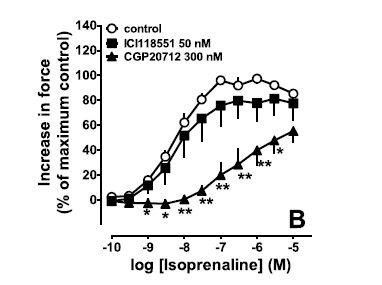 140
120
100
80
60
40
20
0
Increase in force
(% of maximum control)
control
ICI118551 50 nM
CGP20712 300 nM
* * ** ** ** ** ** *
B
-10 -9 -8 -7 -6 -5
log [Isoprenaline] (M)